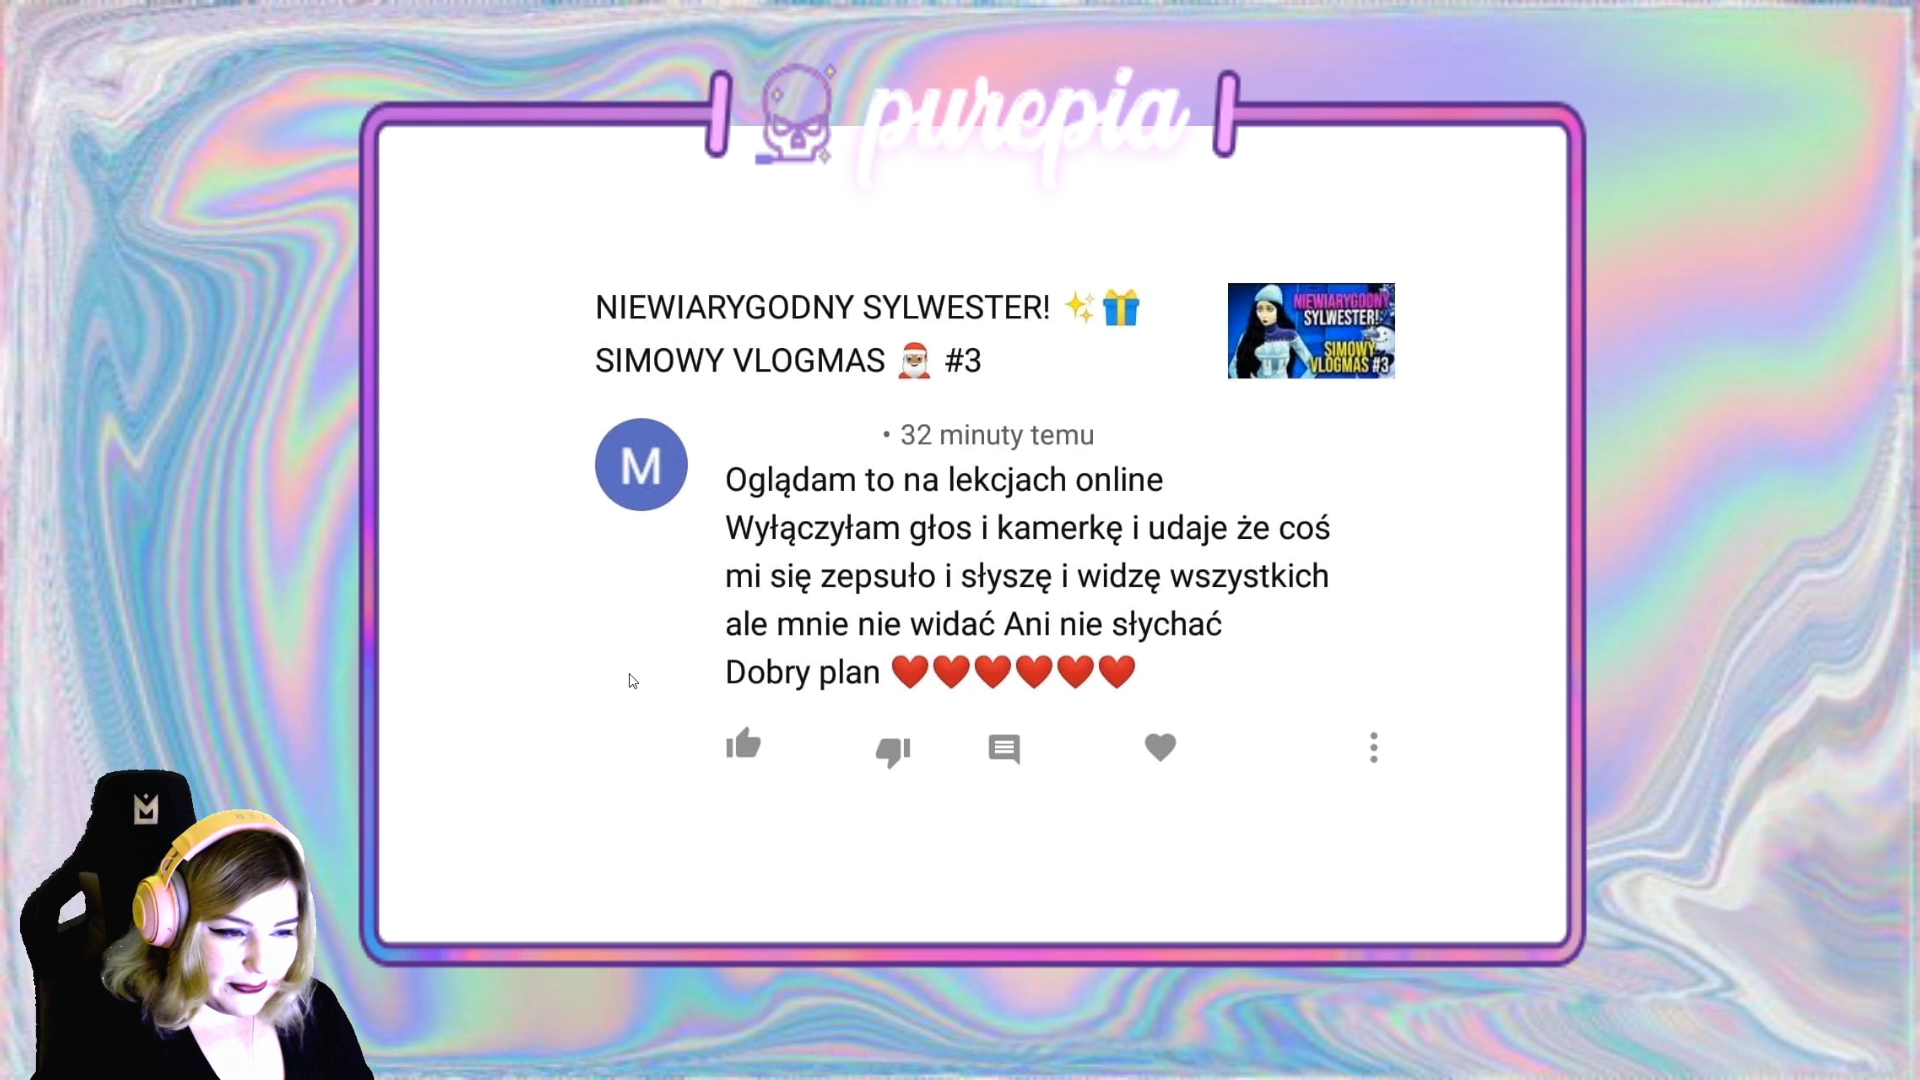 purepia
NIEWIARYGODNY SYLWESTER! ✨🎁
SIMOWY VLOGMAS 🎅🏽 #3
NIEWIARYGODNY
SYLWESTER!
SIMOWY
VLOGMAS #3
M
• 32 minuty temu
Oglądam to na lekcjach online
Wyłączyłam głos i kamerkę i udaje że coś
mi się zepsuło i słyszę i widzę wszystkich
ale mnie nie widać Ani nie słychać
Dobry plan ❤️❤️❤️❤️❤️❤️